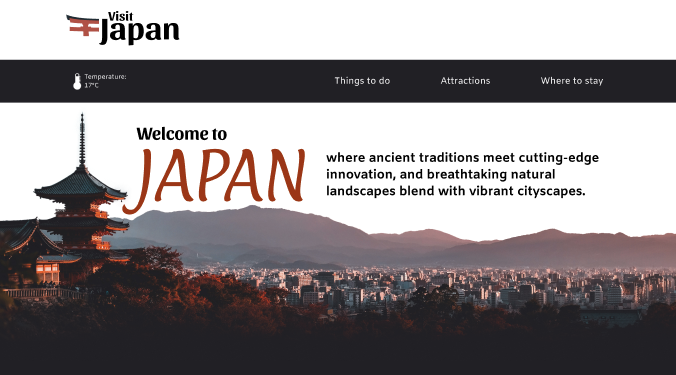 Visit
Japan
Temperature:
17°C
Things to do
Attractions
Where to stay
Welcome to
JAPAN
where ancient traditions meet cutting-edge
innovation, and breathtaking natural
landscapes blend with vibrant cityscapes.